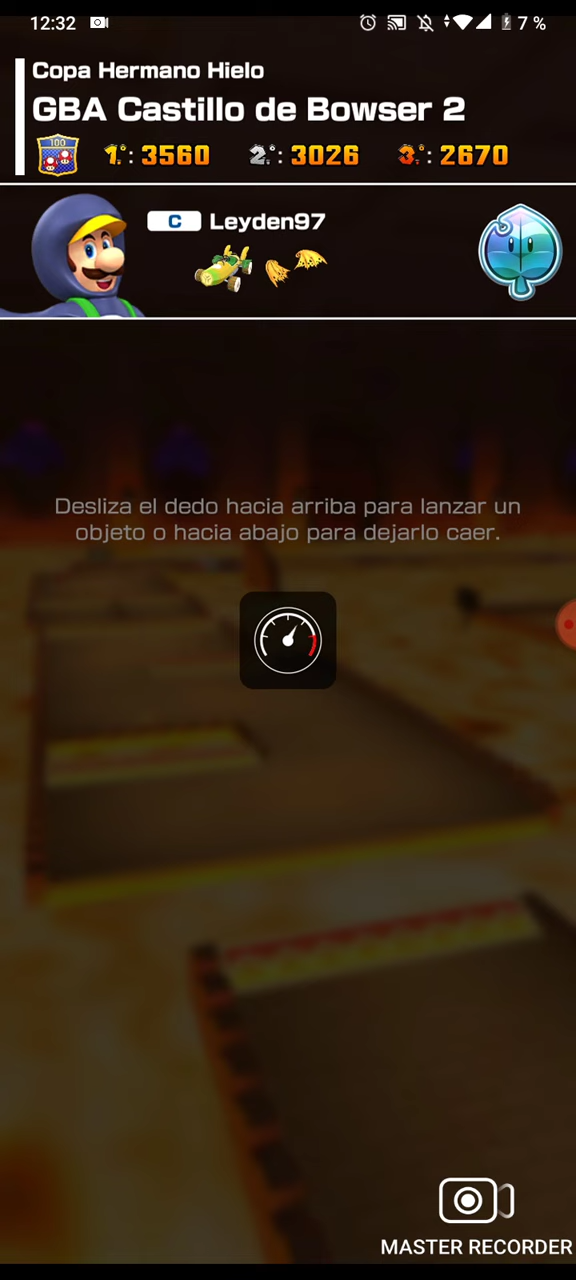 12:32 7 %
Copa Hermano Hielo
GBA Castillo de Bowser 2
100 1.º: 3560 2.º: 3026 3.º: 2670
C Leyden97
Desliza el dedo hacia arriba para lanzar un
objeto o hacia abajo para dejarlo caer.
MASTER RECORDER